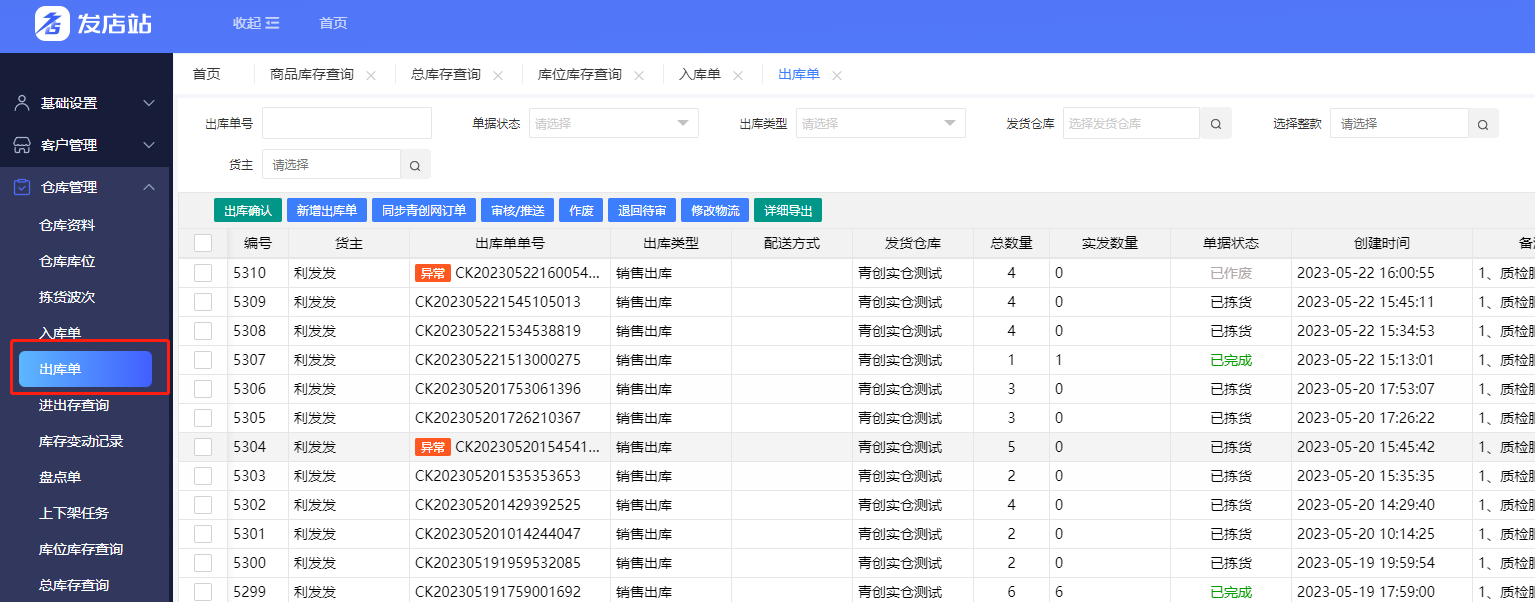 发店站
收起 首页
首页 商品库存查询 总库存查询 库位库存查询 入库单 出库单
基础设置
客户管理
仓库管理
仓库资料
仓库库位
拣货波次
入库单
出库单
进出存查询
库存变动记录
盘点单
上下架任务
库位库存查询
总库存查询
出库单号 单据状态 请选择 出库类型 请选择 发货仓库 选择发货仓库 选择整款 请选择
货主 请选择
出库确认 新增出库单 同步青创网订单 审核/推送 作废 退回待审 修改物流 详细导出
编号 货主 出库单单号 出库类型 配送方式 发货仓库 总数量 实发数量 单据状态 创建时间
5310 利发发 异常 CK20230522160054... 销售出库 青创实仓测试 4 0 已作废 2023-05-22 16:00:55 1、质检
5309 利发发 CK202305221545105013 销售出库 青创实仓测试 4 0 已拣货 2023-05-22 15:45:11 1、质检
5308 利发发 CK202305221534538819 销售出库 青创实仓测试 4 0 已拣货 2023-05-22 15:34:53 1、质检
5307 利发发 CK202305221513000275 销售出库 青创实仓测试 1 1 已完成 2023-05-22 15:13:01 1、质检
5306 利发发 CK202305201753061396 销售出库 青创实仓测试 3 0 已拣货 2023-05-20 17:53:07 1、质检
5305 利发发 CK202305201726210367 销售出库 青创实仓测试 3 0 已拣货 2023-05-20 17:26:22 1、质检
5304 利发发 异常 CK20230520154541... 销售出库 青创实仓测试 5 0 已拣货 2023-05-20 15:45:42 1、质检
5303 利发发 CK202305201535353653 销售出库 青创实仓测试 2 0 已拣货 2023-05-20 15:35:35 1、质检
5302 利发发 CK202305201429392525 销售出库 青创实仓测试 4 0 已拣货 2023-05-20 14:29:40 1、质检
5301 利发发 CK202305201014244047 销售出库 青创实仓测试 2 0 已拣货 2023-05-20 10:14:25 1、质检
5300 利发发 CK202305191959532085 销售出库 青创实仓测试 2 0 已拣货 2023-05-19 19:59:54 1、质检
5299 利发发 CK202305191759001692 销售出库 青创实仓测试 6 6 已完成 2023-05-19 17:59:00 1、质检